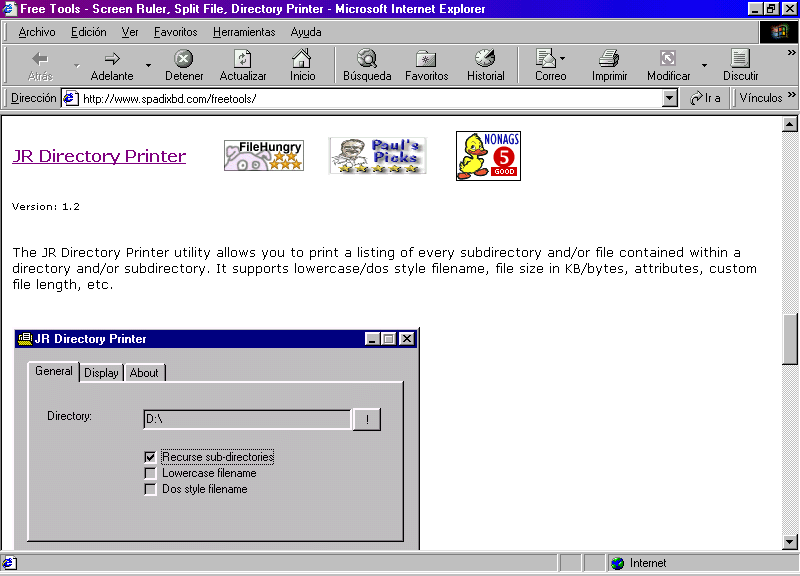 Free Tools - Screen Ruler, Split File, Directory Printer - Microsoft Internet Explorer
Archivo Edición Ver Favoritos Herramientas Ayuda
Atrás Adelante Detener Actualizar Inicio Búsqueda Favoritos Historial Correo Imprimir Modificar Discutir
Dirección http://www.spadixbd.com/freetools/ Ir a Vínculos
JR Directory Printer
FileHungry
Paul's Picks
NONAGS 5 GOOD
Version: 1.2
The JR Directory Printer utility allows you to print a listing of every subdirectory and/or file contained within a
directory and/or subdirectory. It supports lowercase/dos style filename, file size in KB/bytes, attributes, custom
file length, etc.
JR Directory Printer
General Display About
Directory: D:\ !
Recurse sub-directories
Lowercase filename
Dos style filename
Internet